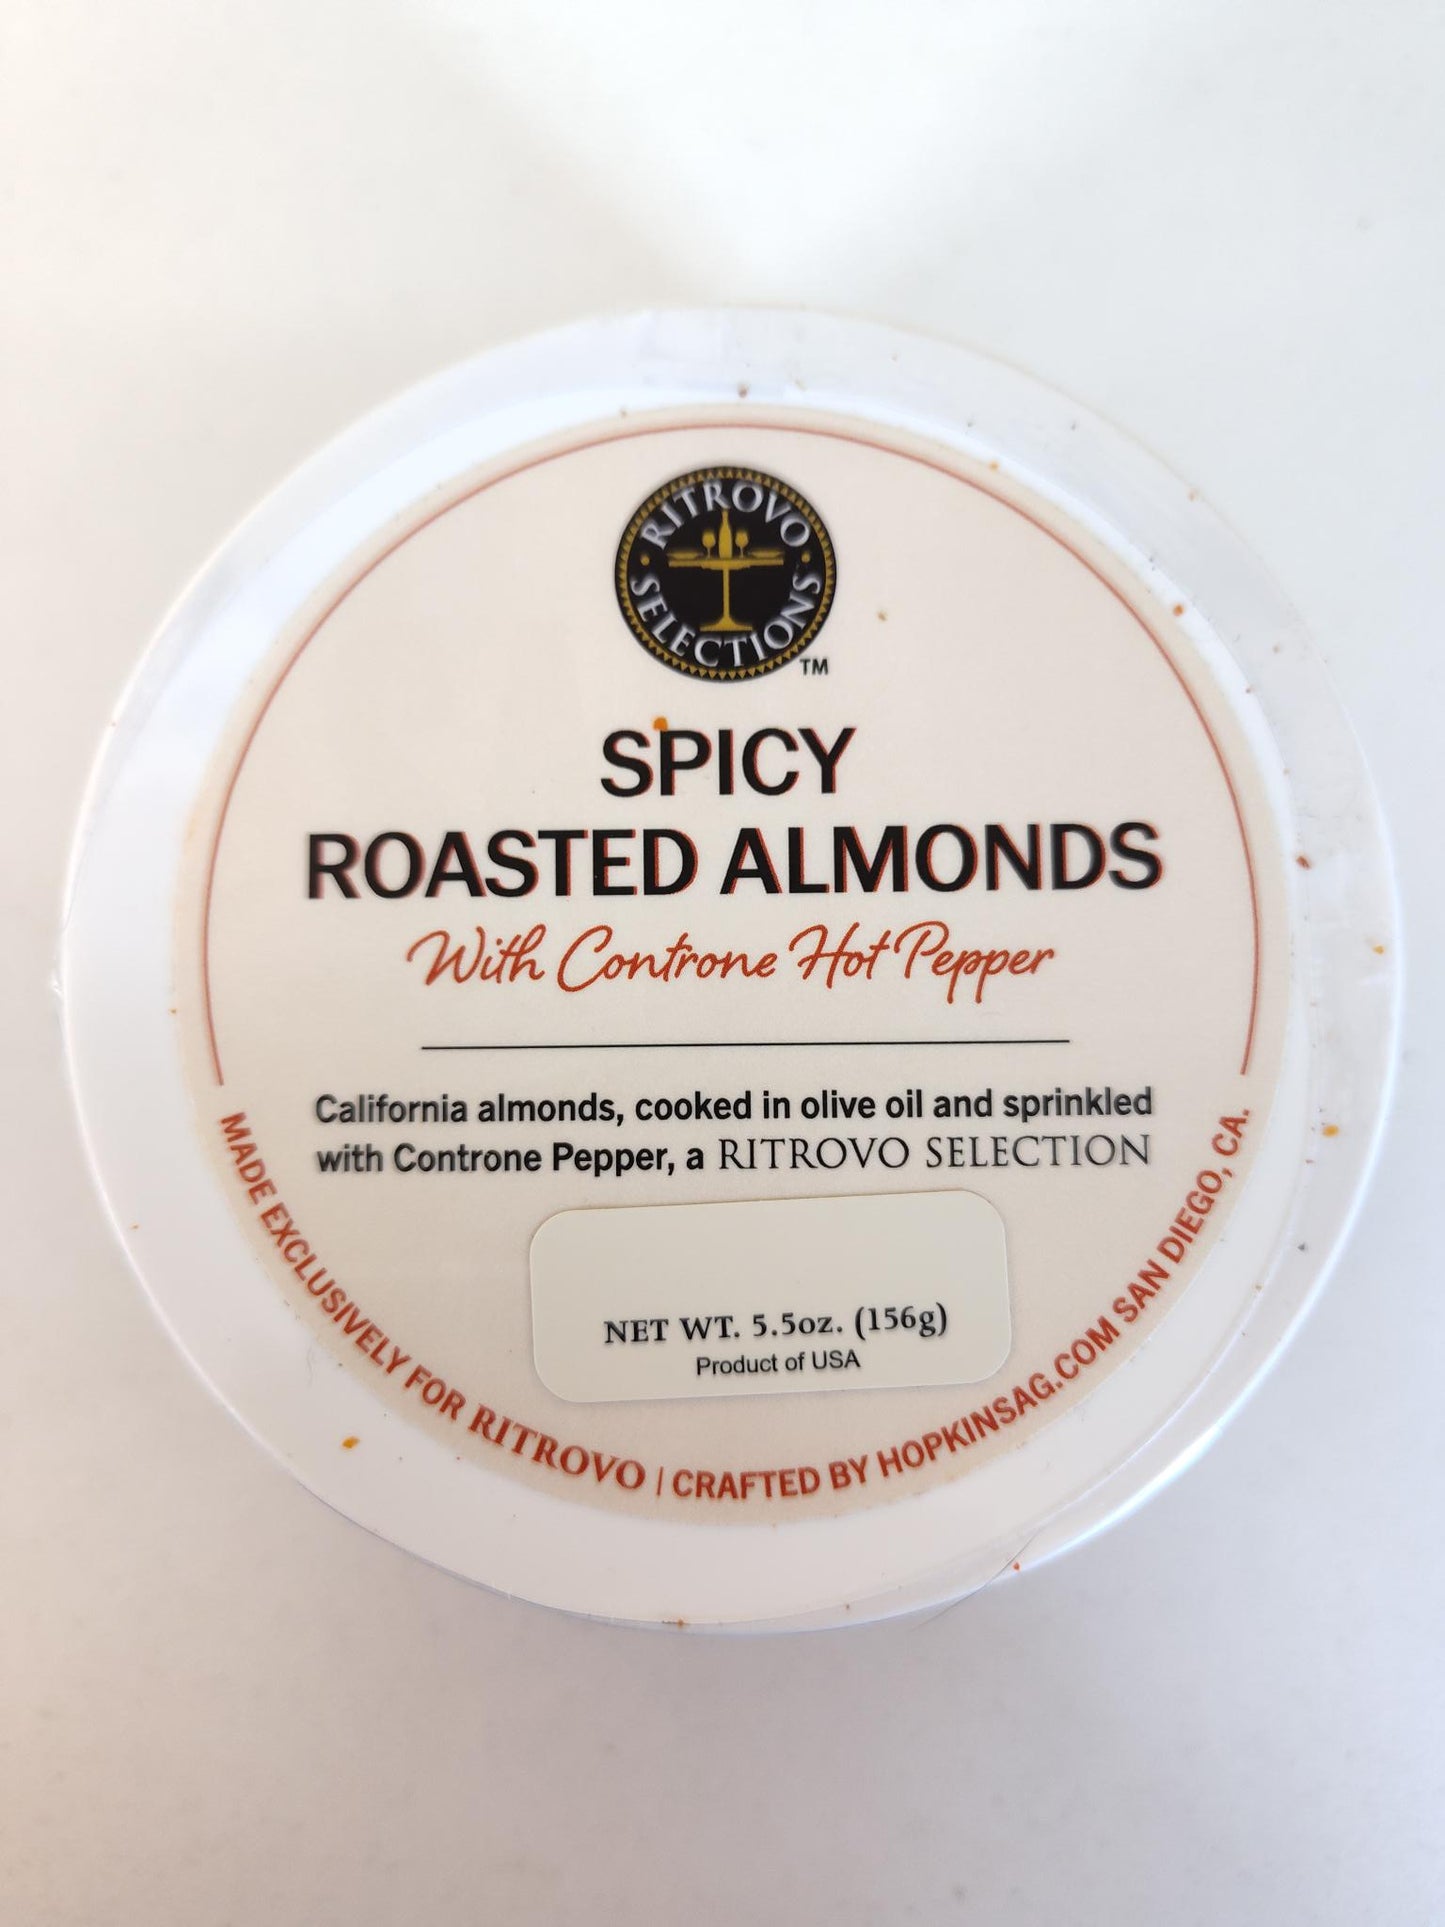 RITROVO
SELECTIONS
TM
SPICY
ROASTED ALMONDS
With Controne Hot Pepper
California almonds, cooked in olive oil and sprinkled
with Controne Pepper, a RITROVO SELECTION
NET WT. 5.5oz. (156g)
Product of USA
MADE EXCLUSIVELY FOR RITROVO | CRAFTED BY HOPKINSAG.COM SAN DIEGO, CA.